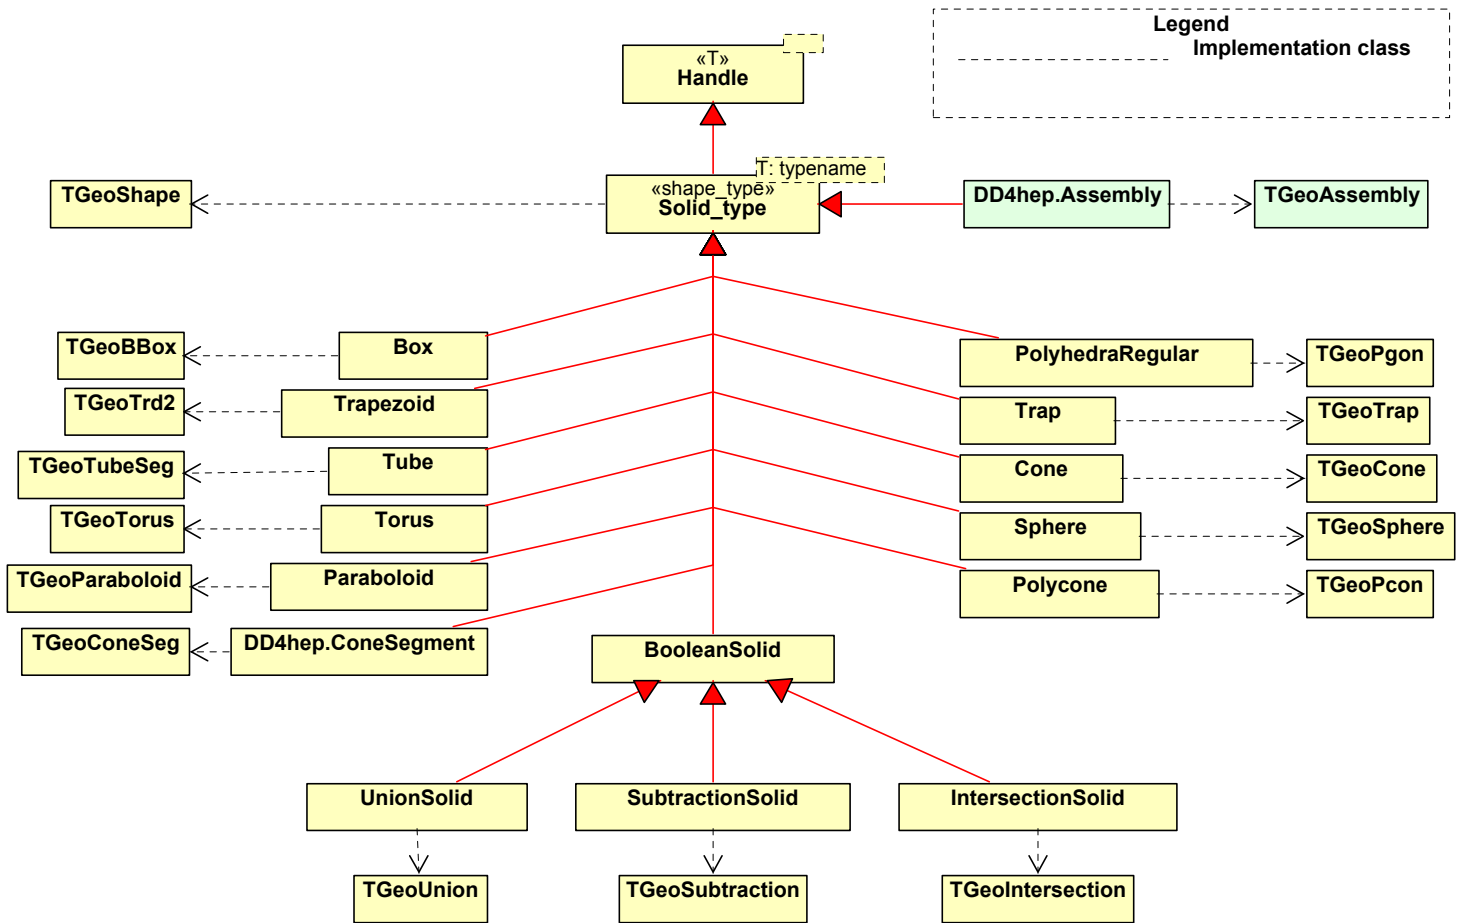 Legend
Implementation class
«T»
Handle
T: typename
«shape_type»
Solid_type
TGeoShape
DD4hep.Assembly
TGeoAssembly
TGeoBBox
Box
PolyhedraRegular
TGeoPgon
TGeoTrd2
Trapezoid
Trap
TGeoTrap
TGeoTubeSeg
Tube
Cone
TGeoCone
TGeoTorus
Torus
Sphere
TGeoSphere
TGeoParaboloid
Paraboloid
Polycone
TGeoPcon
TGeoConeSeg
DD4hep.ConeSegment
BooleanSolid
UnionSolid
SubtractionSolid
IntersectionSolid
TGeoUnion
TGeoSubtraction
TGeoIntersection